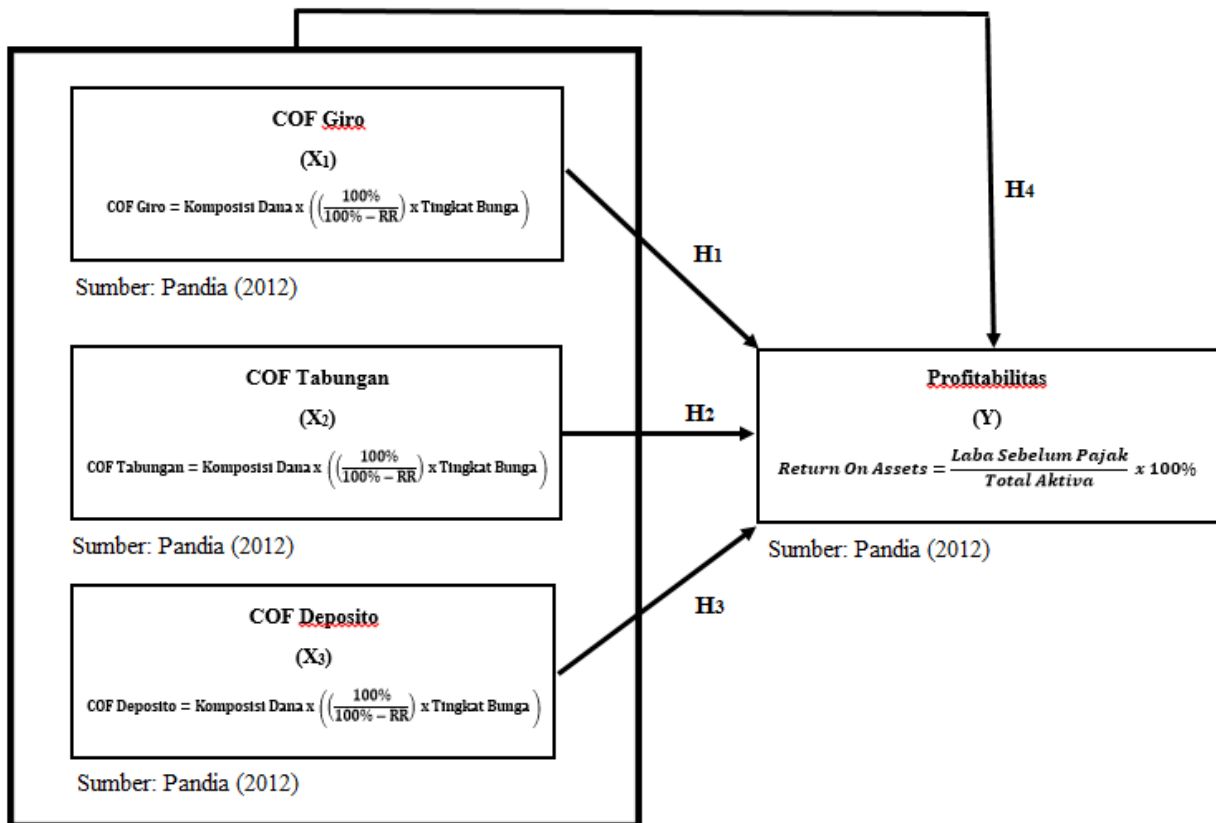 COF Giro
(X₁)
COF Giro = Komposisi Dana x ((100% / 100% − RR) x Tingkat Bunga)
Sumber: Pandia (2012)
COF Tabungan
(X₂)
COF Tabungan = Komposisi Dana x ((100% / 100% − RR) x Tingkat Bunga)
Sumber: Pandia (2012)
COF Deposito
(X₃)
COF Deposito = Komposisi Dana x ((100% / 100% − RR) x Tingkat Bunga)
Sumber: Pandia (2012)
H1
H2
H3
H4
Profitabilitas
(Y)
Return On Assets = Laba Sebelum Pajak / Total Aktiva x 100%
Sumber: Pandia (2012)